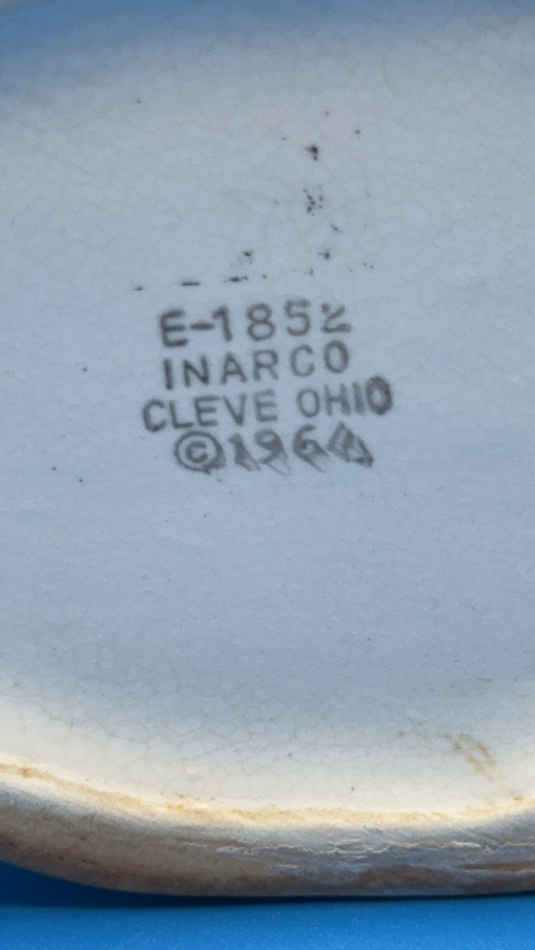 E-1852
INARCO
CLEVE OHIO
©1964